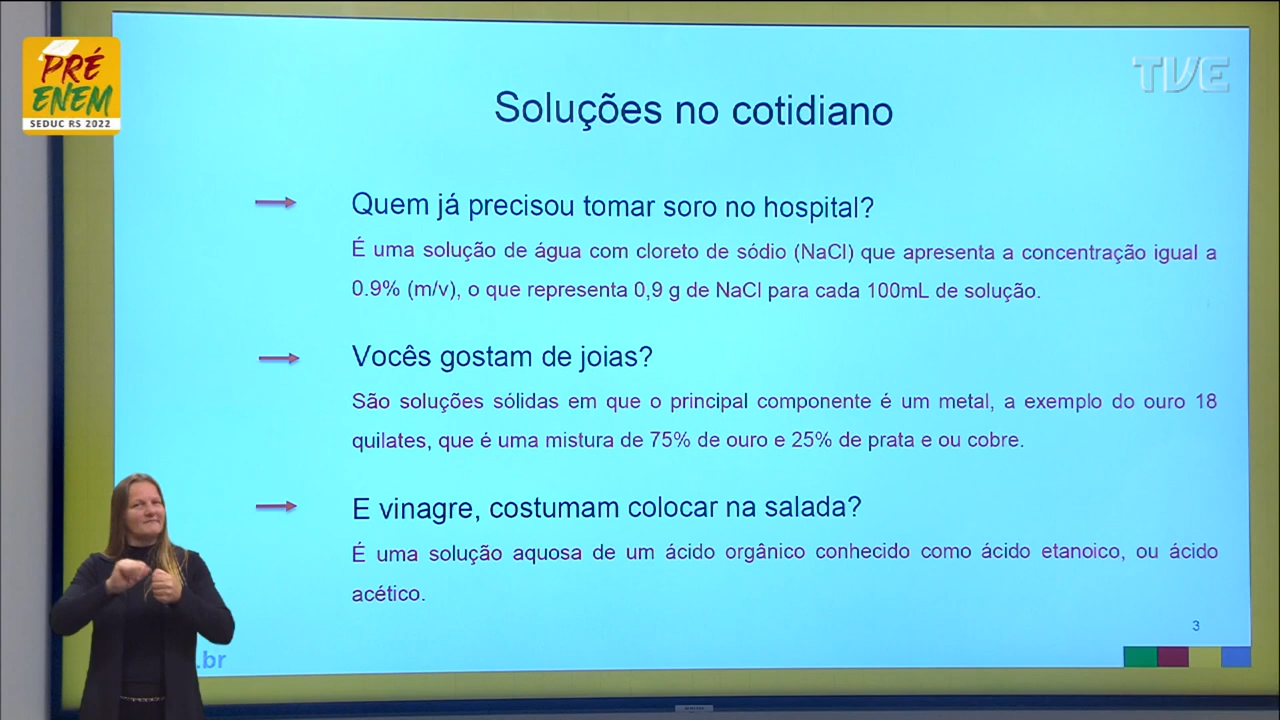 PRÉ
ENEM
SEDUC RS 2022
TVE
Soluções no cotidiano
Quem já precisou tomar soro no hospital?
É uma solução de água com cloreto de sódio (NaCl) que apresenta a concentração igual a
0.9% (m/v), o que representa 0,9 g de NaCl para cada 100mL de solução.
Vocês gostam de joias?
São soluções sólidas em que o principal componente é um metal, a exemplo do ouro 18
quilates, que é uma mistura de 75% de ouro e 25% de prata e ou cobre.
E vinagre, costumam colocar na salada?
É uma solução aquosa de um ácido orgânico conhecido como ácido etanoico, ou ácido
acético.
3
.br